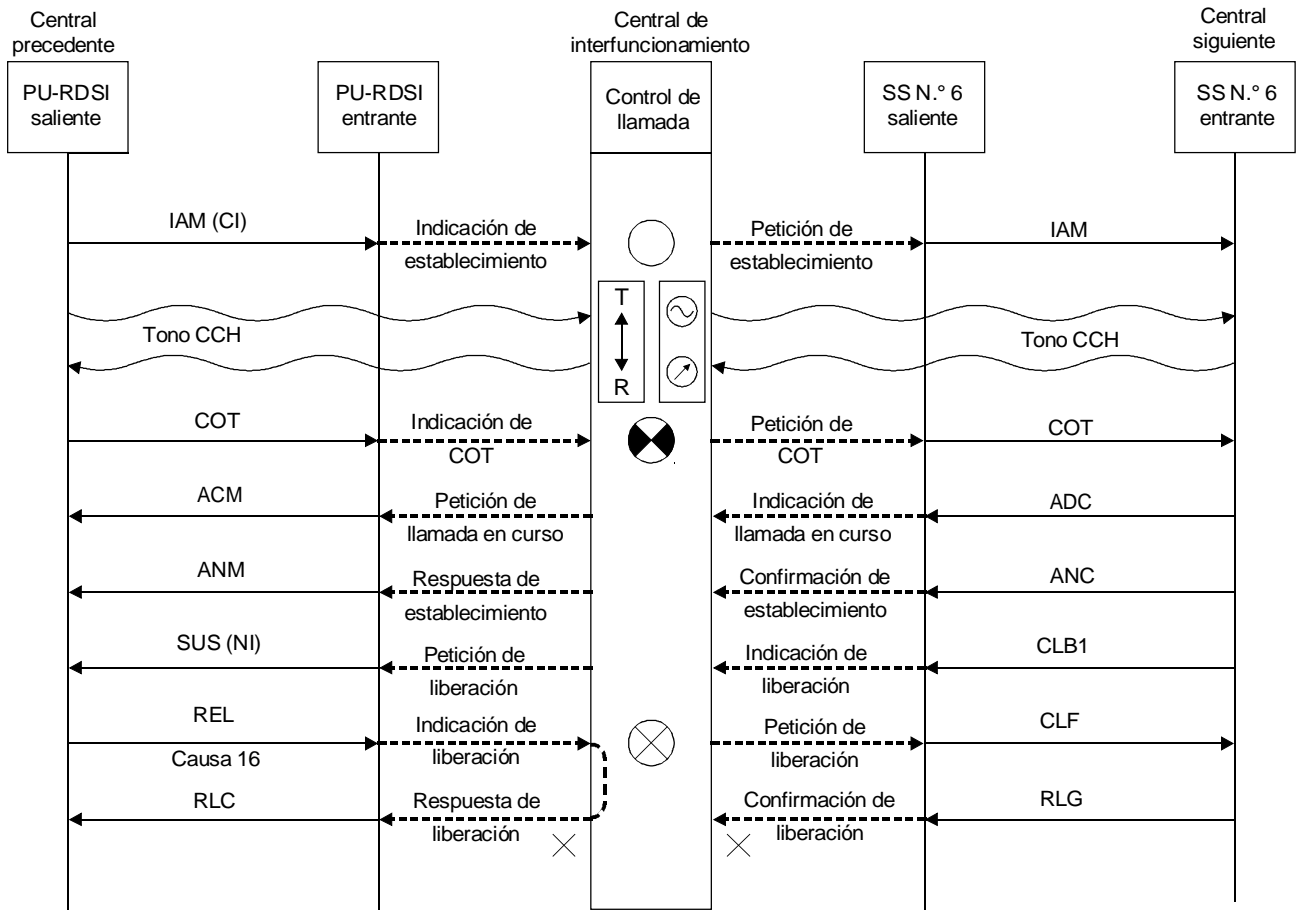 Central
precedente
Central de
interfuncionamiento
Central
siguiente
PU-RDSI
saliente
PU-RDSI
entrante
Control de
llamada
SS N.° 6
saliente
SS N.° 6
entrante
IAM (CI)
Indicación de
establecimiento
Petición de
establecimiento
IAM
T
R
Tono CCH
Tono CCH
COT
Indicación de
COT
Petición de
COT
COT
ACM
Petición de
llamada en curso
Indicación de
llamada en curso
ADC
ANM
Respuesta de
establecimiento
Confirmación de
establecimiento
ANC
SUS (NI)
Petición de
liberación
Indicación de
liberación
CLB1
REL
Causa 16
Indicación de
liberación
Petición de
liberación
CLF
RLC
Respuesta de
liberación
Confirmación de
liberación
RLG